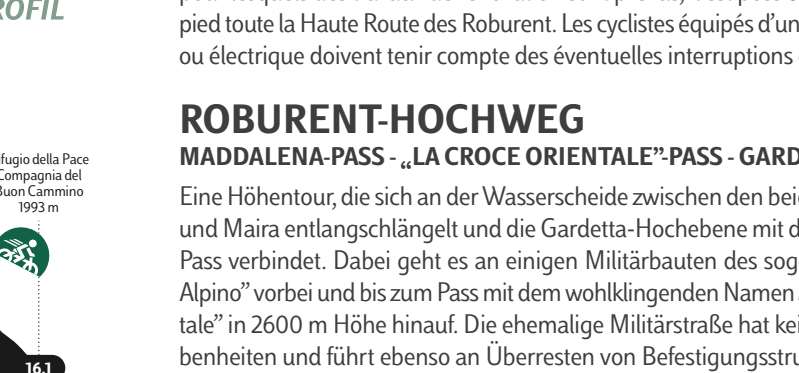 PROFIL
pied toute la Haute Route des Roburent. Les cyclistes équipés d'un
ou électrique doivent tenir compte des éventuelles interruptions
ROBURENT-HOCHWEG
MADDALENA-PASS - „LA CROCE ORIENTALE”-PASS - GARD
Eine Höhentour, die sich an der Wasserscheide zwischen den bei
und Maira entlangschlängelt und die Gardetta-Hochebene mit d
Pass verbindet. Dabei geht es an einigen Militärbauten des sog
Alpino” vorbei und bis zum Pass mit dem wohlklingenden Namen
tale” in 2600 m Höhe hinauf. Die ehemalige Militärstraße hat kei
benheiten und führt ebenso an Überresten von Befestigungsstru
ifugio della Pace
Compagnia del
Buon Cammino
1993 m
16.1